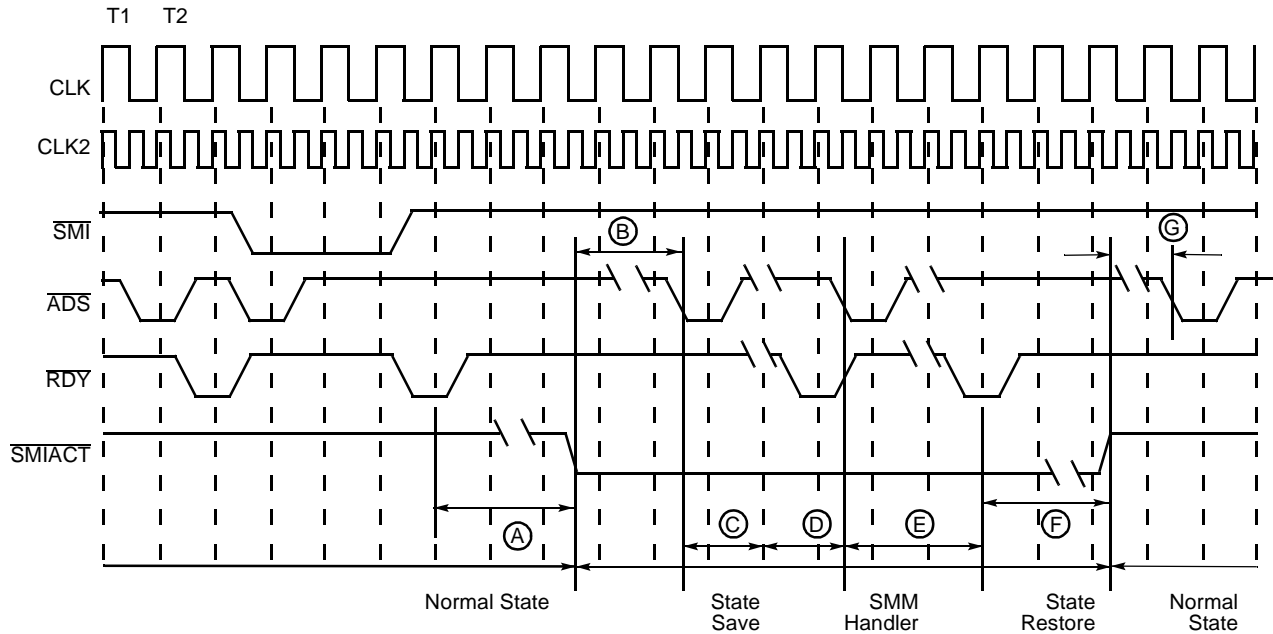 T1 T2
CLK
CLK2
SMI
B
G
ADS
RDY
SMIACT
A
C
D
E
F
Normal State
State
Save
SMM
Handler
State
Restore
Normal
State